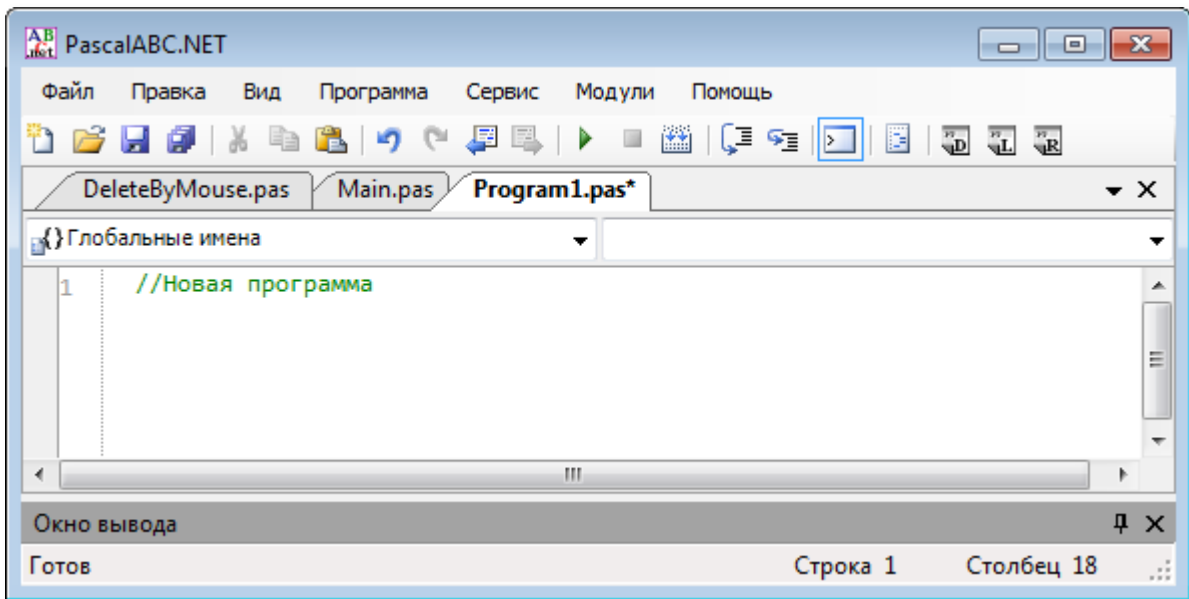 PascalABC.NET
Файл Правка Вид Программа Сервис Модули Помощь
D L R
DeleteByMouse.pas Main.pas Program1.pas*
{} Глобальные имена
1 //Новая программа
Окно вывода
Готов Строка 1 Столбец 18